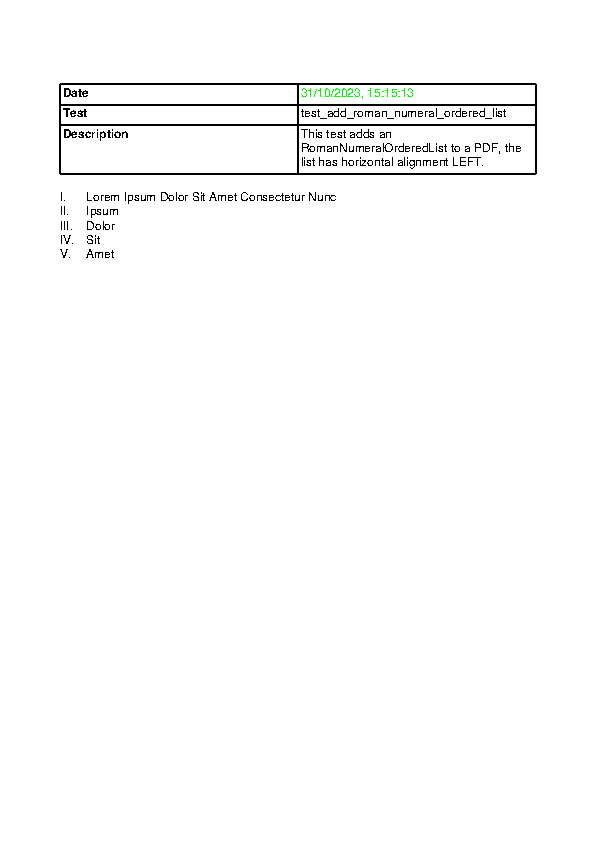 Date 31/10/2023, 15:15:13
Test test_add_roman_numeral_ordered_list
Description This test adds an
RomanNumeralOrderedList to a PDF, the
list has horizontal alignment LEFT.
I. Lorem Ipsum Dolor Sit Amet Consectetur Nunc
II. Ipsum
III. Dolor
IV. Sit
V. Amet